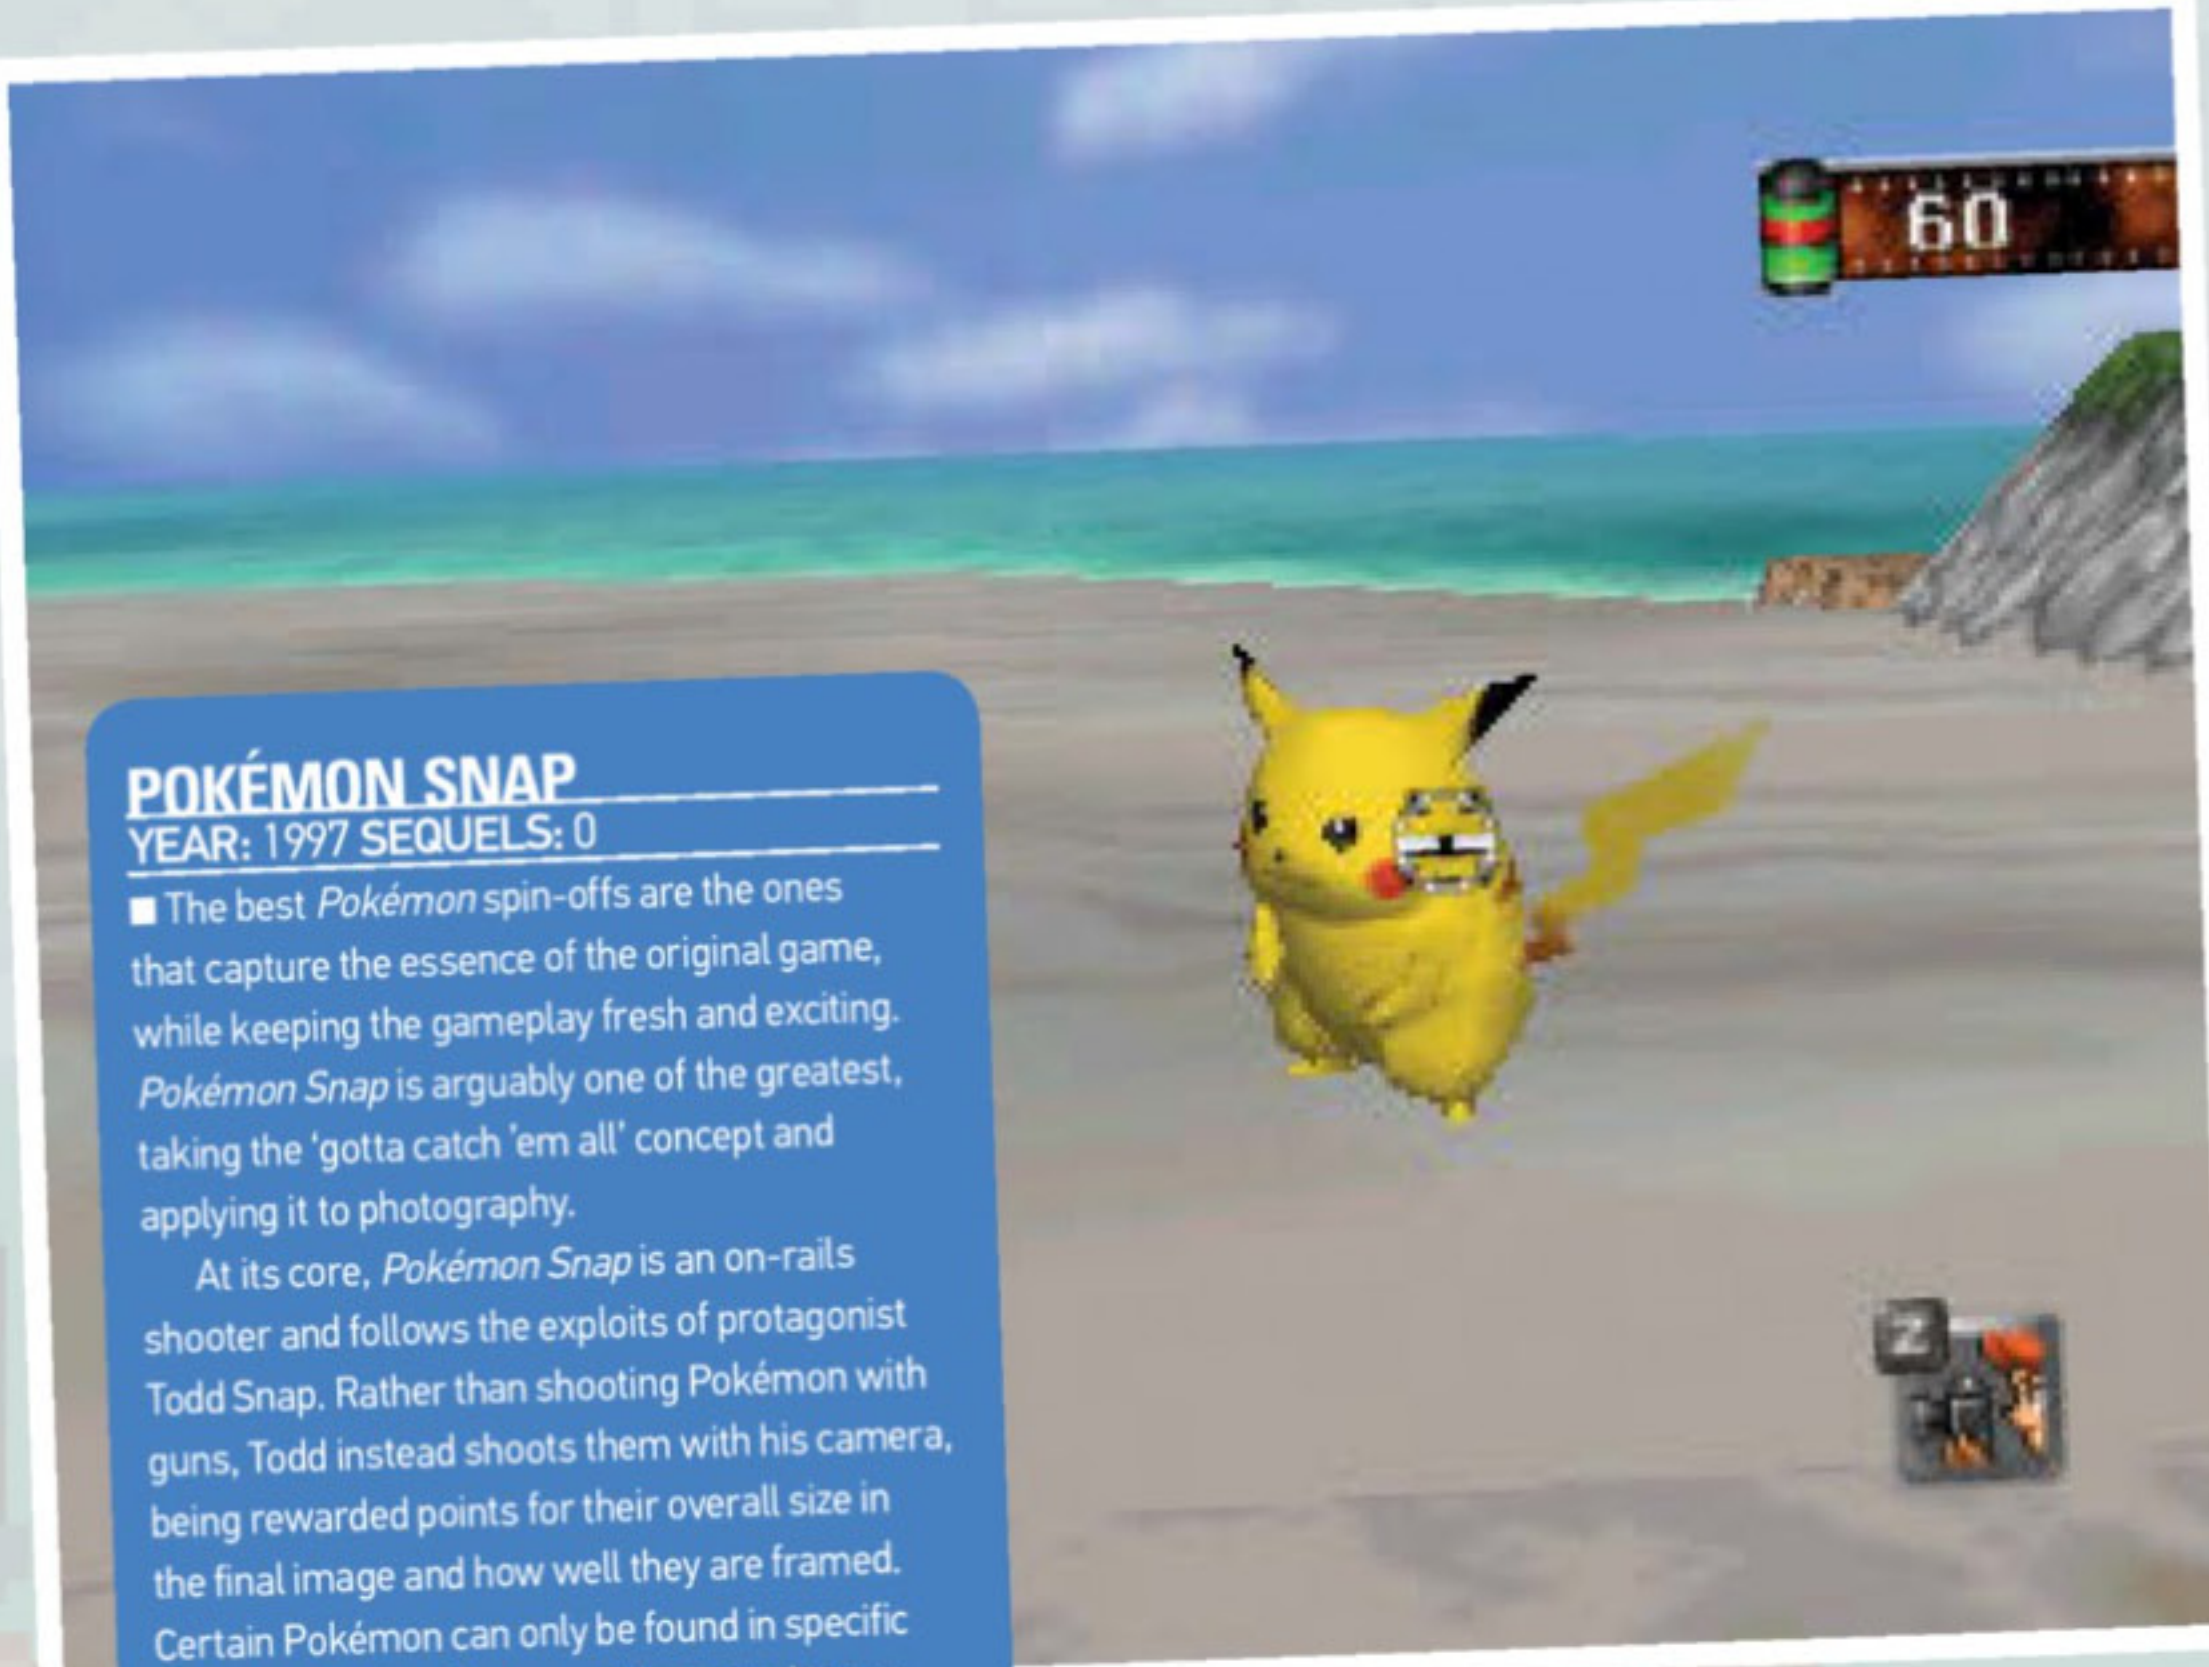 60
POKÉMON SNAP
YEAR: 1997 SEQUELS: 0
■ The best Pokémon spin-offs are the ones
that capture the essence of the original game,
while keeping the gameplay fresh and exciting.
Pokémon Snap is arguably one of the greatest,
taking the ‘gotta catch ’em all’ concept and
applying it to photography.
At its core, Pokémon Snap is an on-rails
shooter and follows the exploits of protagonist
Todd Snap. Rather than shooting Pokémon with
guns, Todd instead shoots them with his camera,
being rewarded points for their overall size in
the final image and how well they are framed.
Certain Pokémon can only be found in specific
Z